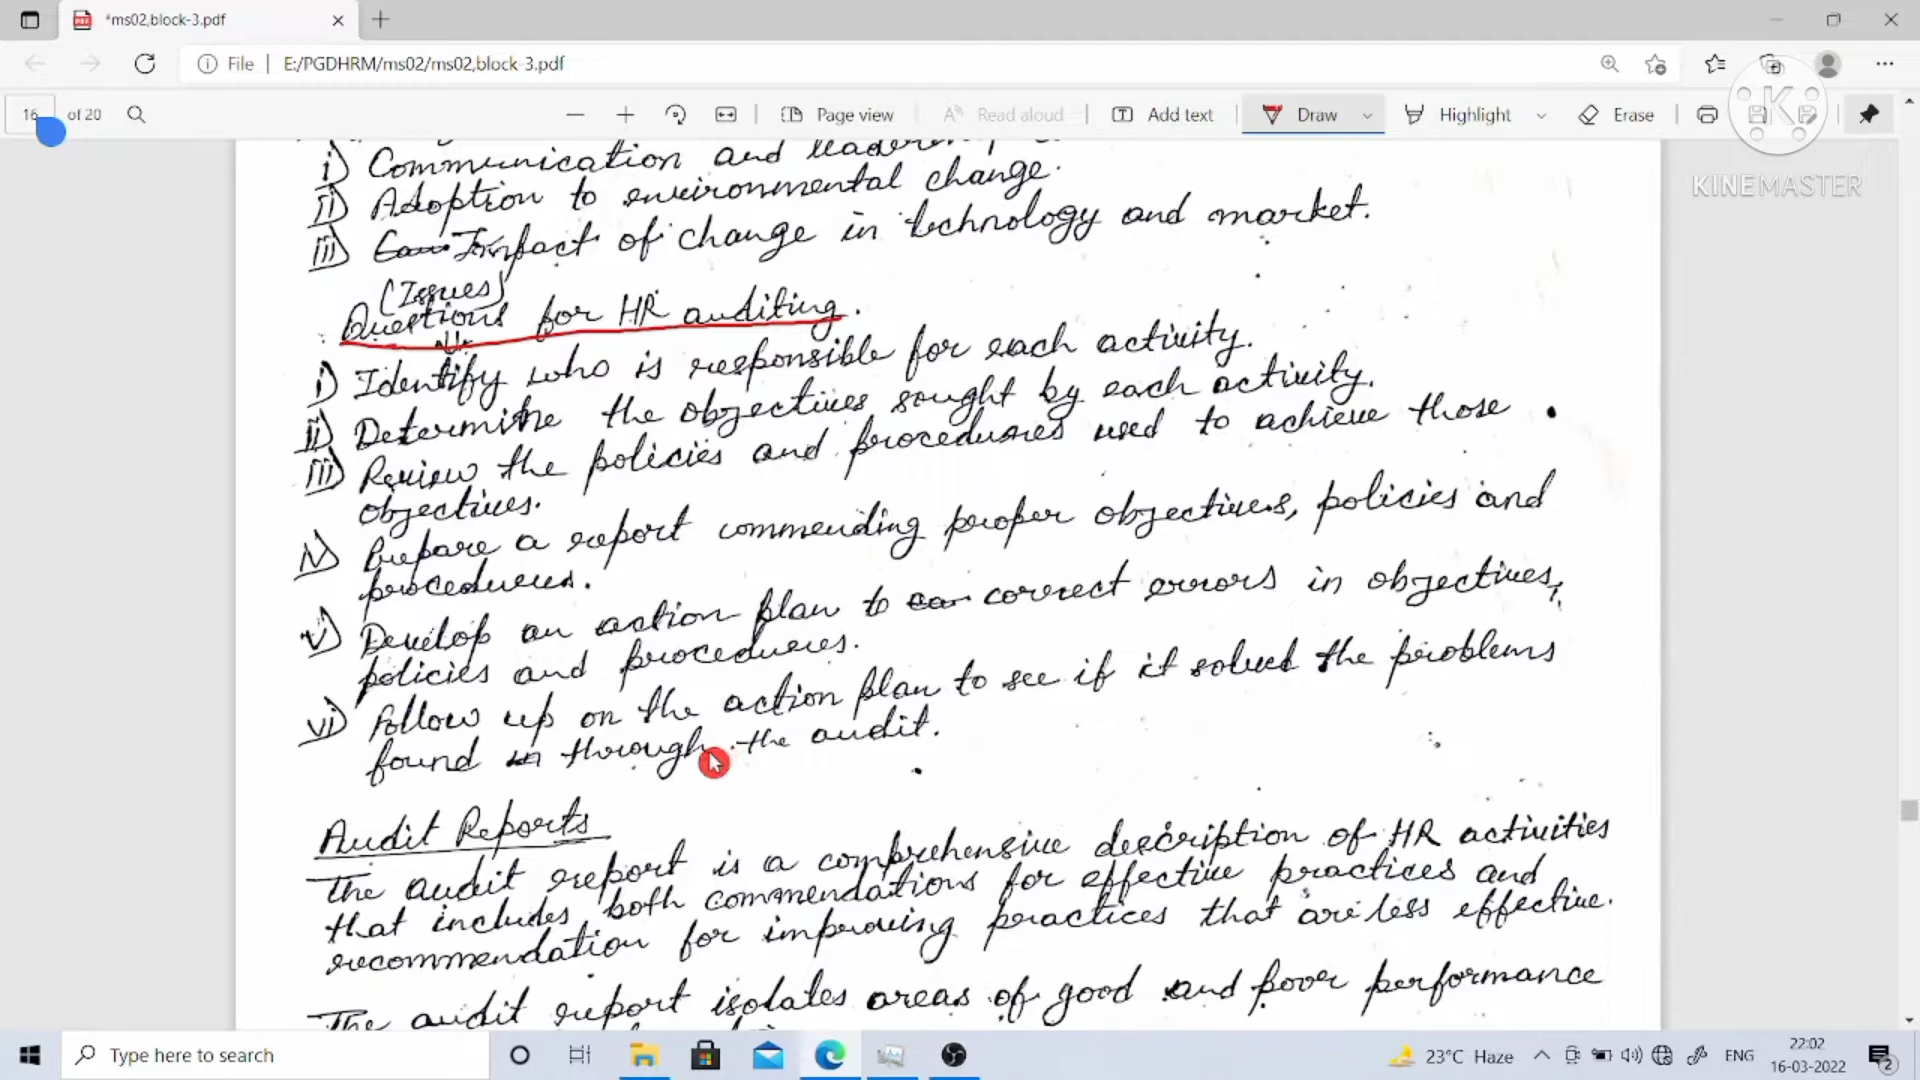 *ms02,block-3.pdf
File | E:/PGDHRM/ms02/ms02,block-3.pdf
16 of 20 Page view Read aloud Add text Draw Highlight Erase
K
KINEMASTER
i) Communication and
ii) Adoption to environmental change.
iii) Impact of change in technology and market.
(Issues)
Questions for HR auditing.
i) Identify who is responsible for each activity.
ii) Determine the objectives sought by each activity.
iii) Review the policies and procedures used to achieve those
objectives.
iv) Prepare a report commending proper objectives, policies and
procedures.
v) Develop an action plan to correct errors in objectives,
policies and procedures.
vi) Follow up on the action plan to see if it solved the problems
found through the audit.
Audit Reports
The audit report is a comprehensive description of HR activities
that includes both commendations for effective practices and
recommendation for improving practices that are less effective.
The audit report isolates areas of good and poor performance
Type here to search
23°C Haze ENG 22:02
16-03-2022 2